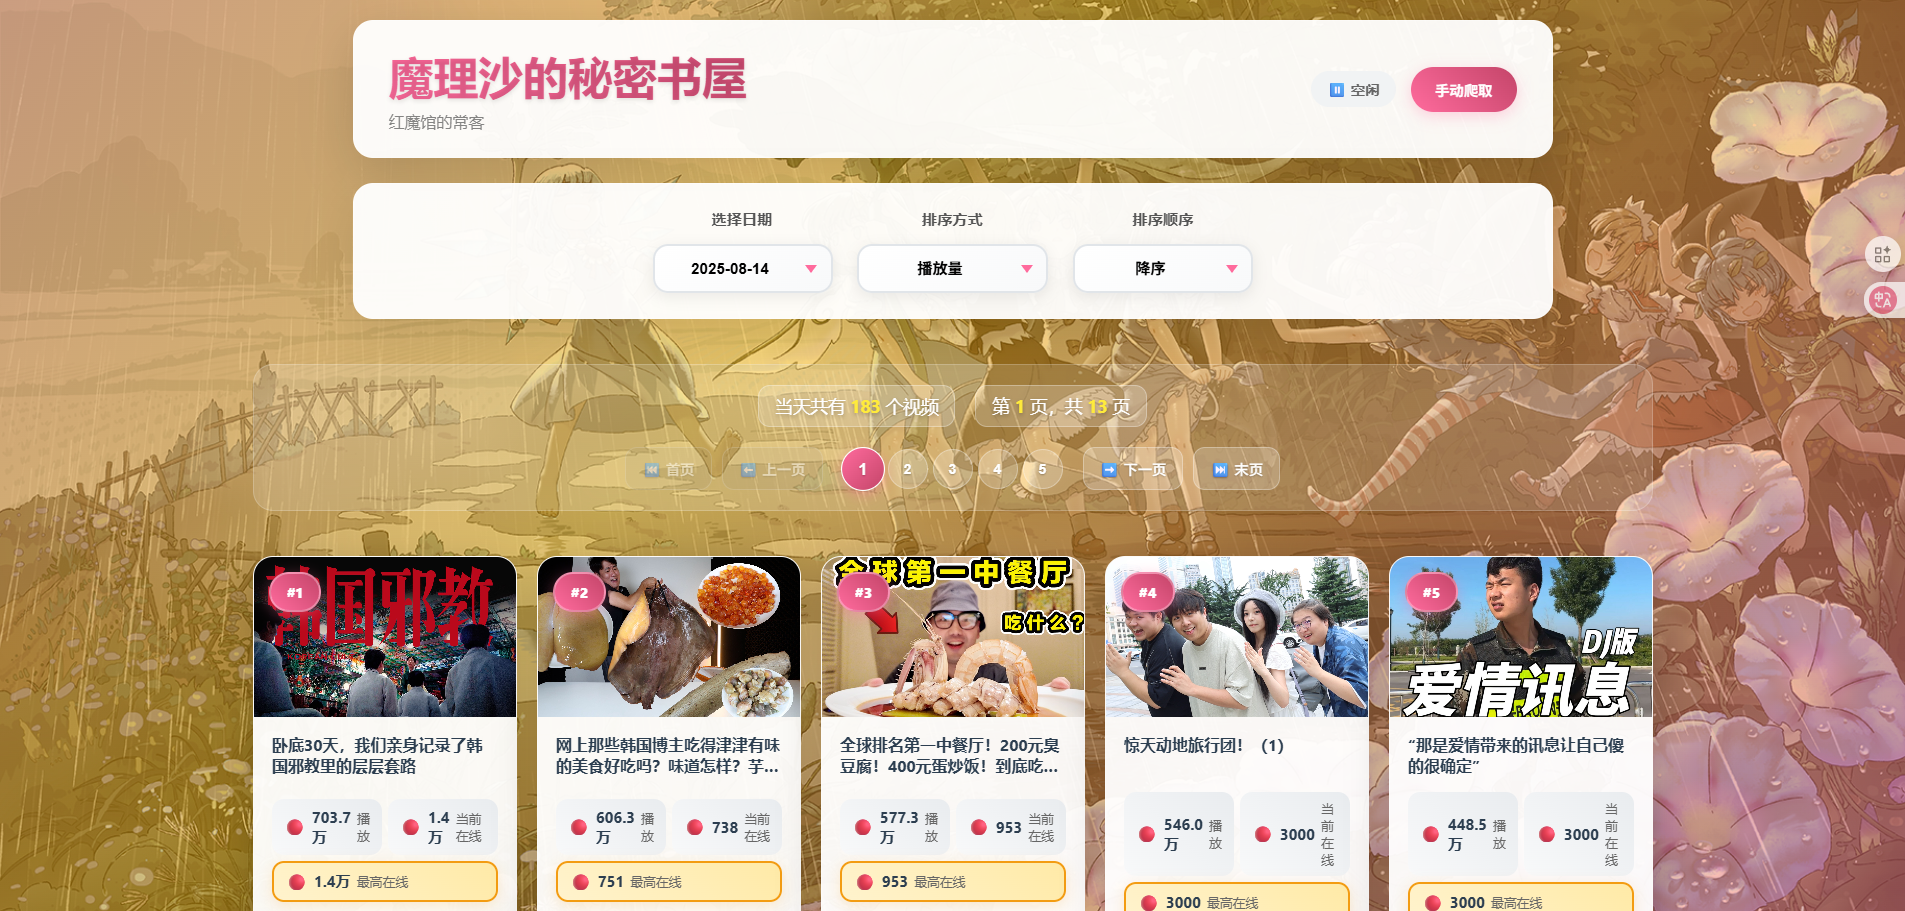 魔理沙的秘密书屋
红魔馆的常客
空闲
手动爬取
选择日期
排序方式
排序顺序
2025-08-14
播放量
降序
当天共有 183 个视频
第 1 页，共 13 页
首页
上一页
1
2
3
4
5
下一页
末页
#1
韩国邪教
#2
#3
全球第一中餐厅
吃什么?
#4
#5
DJ版
爱情讯息
卧底30天，我们亲身记录了韩
国邪教里的层层套路
网上那些韩国博主吃得津津有味
的美食好吃吗？味道怎样？芋...
全球排名第一中餐厅！200元臭
豆腐！400元蛋炒饭！到底吃...
惊天动地旅行团！（1）
“那是爱情带来的讯息让自己傻
的很确定”
703.7万 播放
1.4万 当前在线
606.3万 播放
738 当前在线
577.3万 播放
953 当前在线
546.0万 播放
3000 当前在线
448.5万 播放
3000 当前在线
1.4万 最高在线
751 最高在线
953 最高在线
3000 最高在线
3000 最高在线